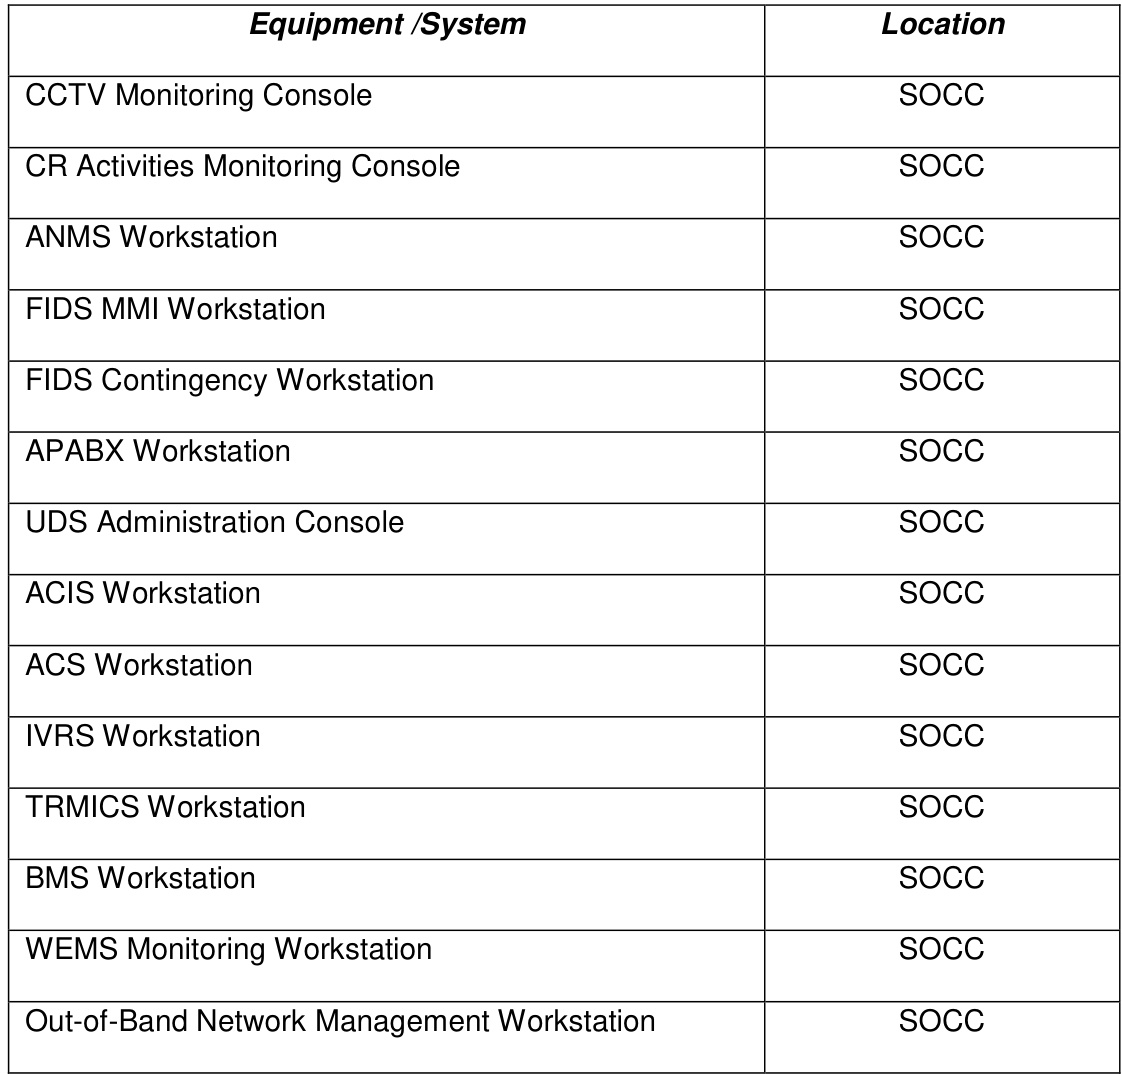 Equipment /System Location
CCTV Monitoring Console SOCC
CR Activities Monitoring Console SOCC
ANMS Workstation SOCC
FIDS MMI Workstation SOCC
FIDS Contingency Workstation SOCC
APABX Workstation SOCC
UDS Administration Console SOCC
ACIS Workstation SOCC
ACS Workstation SOCC
IVRS Workstation SOCC
TRMICS Workstation SOCC
BMS Workstation SOCC
WEMS Monitoring Workstation SOCC
Out-of-Band Network Management Workstation SOCC